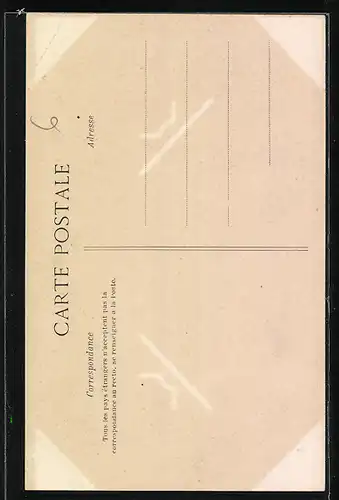 CARTE POSTALE
Correspondance
Tous les pays étrangers n'acceptent pas la
correspondance au recto, se renseigner à la Poste.
Adresse
6